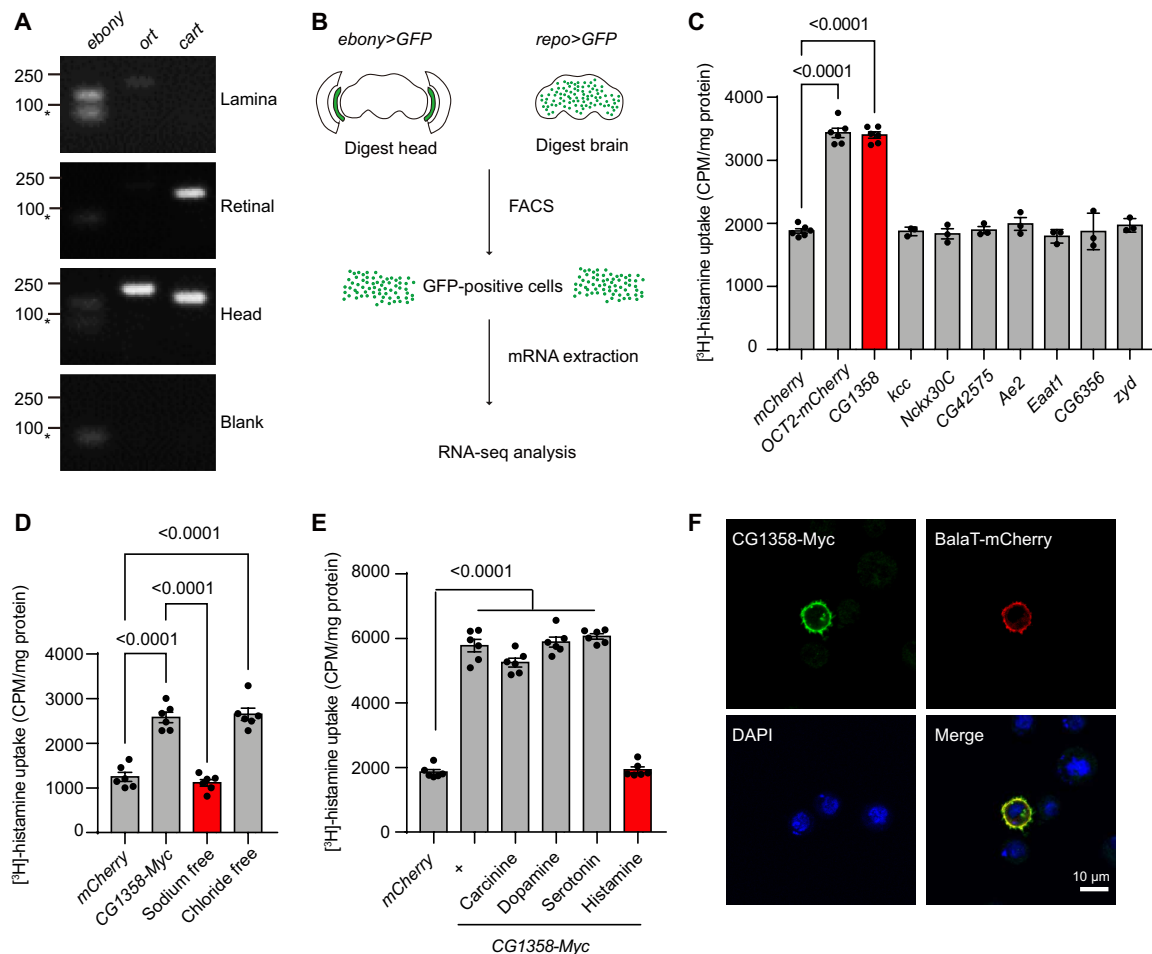 A
ebony
ort
cart
250
100
*
Lamina
250
100
*
Retinal
250
100
*
Head
250
100
*
Blank
B
ebony>GFP
repo>GFP
Digest head
Digest brain
FACS
GFP-positive cells
mRNA extraction
RNA-seq analysis
C
<0.0001
<0.0001
[³H]-histamine uptake (CPM/mg protein)
4000
3000
2000
1000
0
mCherry
OCT2-mCherry
CG1358
kcc
Nckx30C
CG42575
Ae2
Eaat1
CG6356
zyd
D
<0.0001
<0.0001
<0.0001
[³H]-histamine uptake (CPM/mg protein)
4000
3000
2000
1000
0
mCherry
CG1358-Myc
Sodium free
Chloride free
E
<0.0001
[³H]-histamine uptake (CPM/mg protein)
8000
6000
4000
2000
0
mCherry
+
Carcinine
Dopamine
Serotonin
Histamine
CG1358-Myc
F
CG1358-Myc
BalaT-mCherry
DAPI
Merge
10 µm